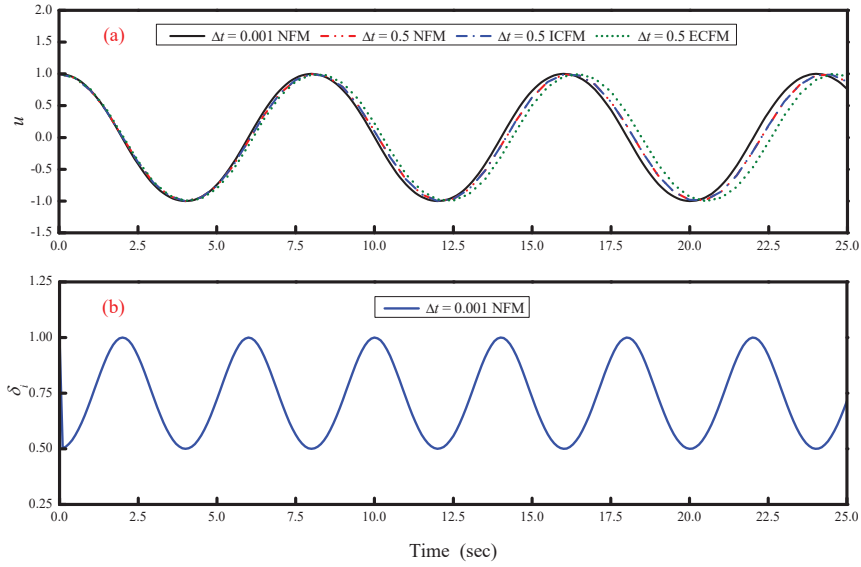 (a)
Δt = 0.001 NFM Δt = 0.5 NFM Δt = 0.5 ICFM Δt = 0.5 ECFM
2.0
1.5
1.0
0.5
0.0
-0.5
-1.0
-1.5
u
0.0 2.5 5.0 7.5 10.0 12.5 15.0 17.5 20.0 22.5 25.0
(b)
Δt = 0.001 NFM
1.25
1.00
0.75
0.50
0.25
δi
0.0 2.5 5.0 7.5 10.0 12.5 15.0 17.5 20.0 22.5 25.0
Time (sec)